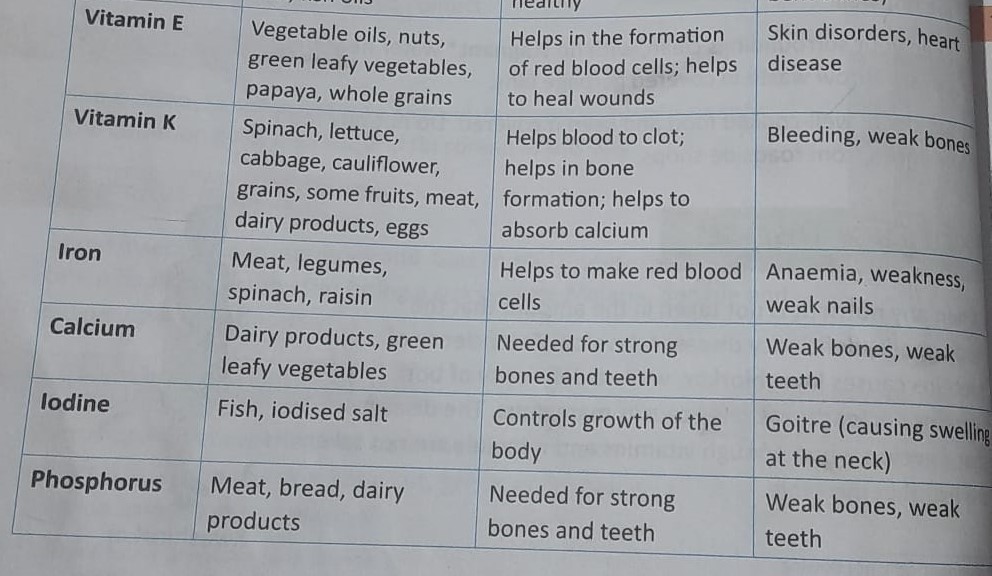 healthy
Vitamin E
Vegetable oils, nuts,
green leafy vegetables,
papaya, whole grains
Helps in the formation
of red blood cells; helps
to heal wounds
Skin disorders, heart
disease
Vitamin K
Spinach, lettuce,
cabbage, cauliflower,
grains, some fruits, meat,
dairy products, eggs
Helps blood to clot;
helps in bone
formation; helps to
absorb calcium
Bleeding, weak bones
Iron
Meat, legumes,
spinach, raisin
Helps to make red blood
cells
Anaemia, weakness,
weak nails
Calcium
Dairy products, green
leafy vegetables
Needed for strong
bones and teeth
Weak bones, weak
teeth
Iodine
Fish, iodised salt
Controls growth of the
body
Goitre (causing swelling
at the neck)
Phosphorus
Meat, bread, dairy
products
Needed for strong
bones and teeth
Weak bones, weak
teeth